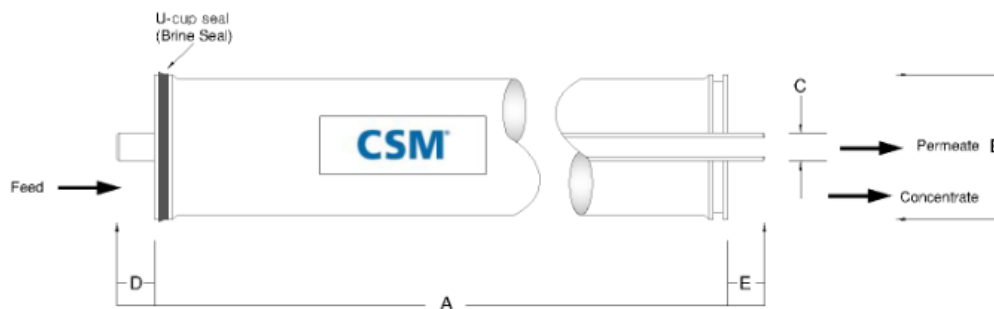 U-cup seal
(Brine Seal)
C
CSM®
Permeate
Feed
Concentrate
D
E
A